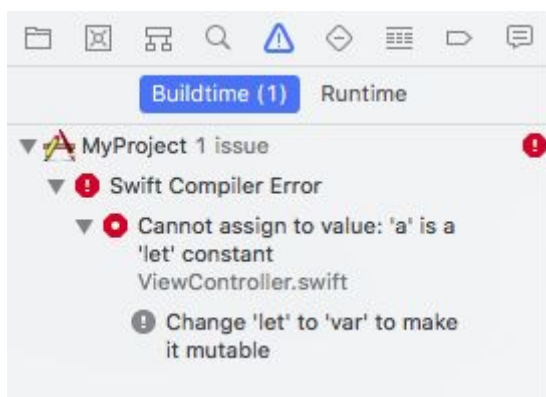 Buildtime (1) Runtime
MyProject 1 issue
Swift Compiler Error
Cannot assign to value: 'a' is a
'let' constant
ViewController.swift
Change 'let' to 'var' to make
it mutable